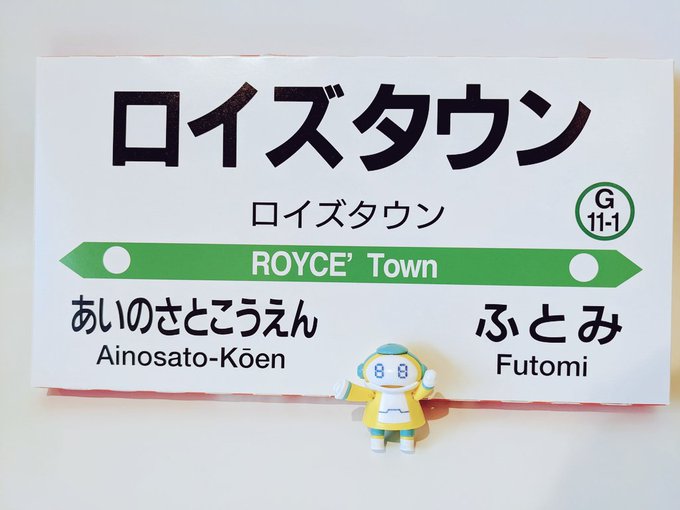 ロイズタウン
ロイズタウン
G
11-1
ROYCE' Town
あいのさとこうえん
Ainosato-Kōen
ふとみ
Futomi